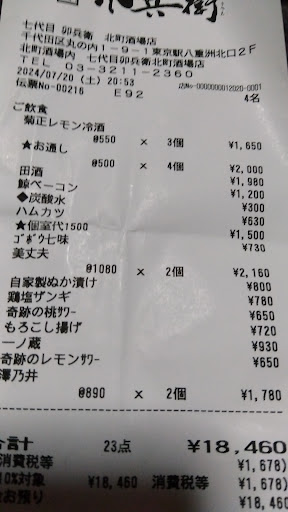 卯兵衛
七代目 卯兵衛 北町酒場店
千代田区丸の内1-9-1東京駅八重洲北口2F
北町酒場内 七代目卯兵衛北町酒場店
TEL 03-3211-2360
2024/07/20(土)20:53
伝票No-00216 E92 4名
ご飲食
菊正レモン冷酒
@550 × 3個 ¥1,650
★お通し
@500 × 4個 ¥2,000
田酒 ¥1,980
鯨ベーコン ¥1,200
◆炭酸水 ¥300
ハムカツ ¥630
★個室代1500 ¥1,500
ｺﾞﾎﾞｳ七味 ¥730
美丈夫
@1080 × 2個 ¥2,160
自家製ぬか漬け ¥800
鶏塩ザンギ ¥780
奇跡の桃ｻﾜｰ ¥650
もろこし揚げ ¥720
一ノ蔵 ¥930
奇跡のレモンｻﾜｰ ¥650
澤乃井
@890 × 2個 ¥1,780
合計 23点 ¥18,460
消費税等 ¥1,678)
10%対象 ¥18,460 消費税等 ¥1,678)
お預り ¥18,460